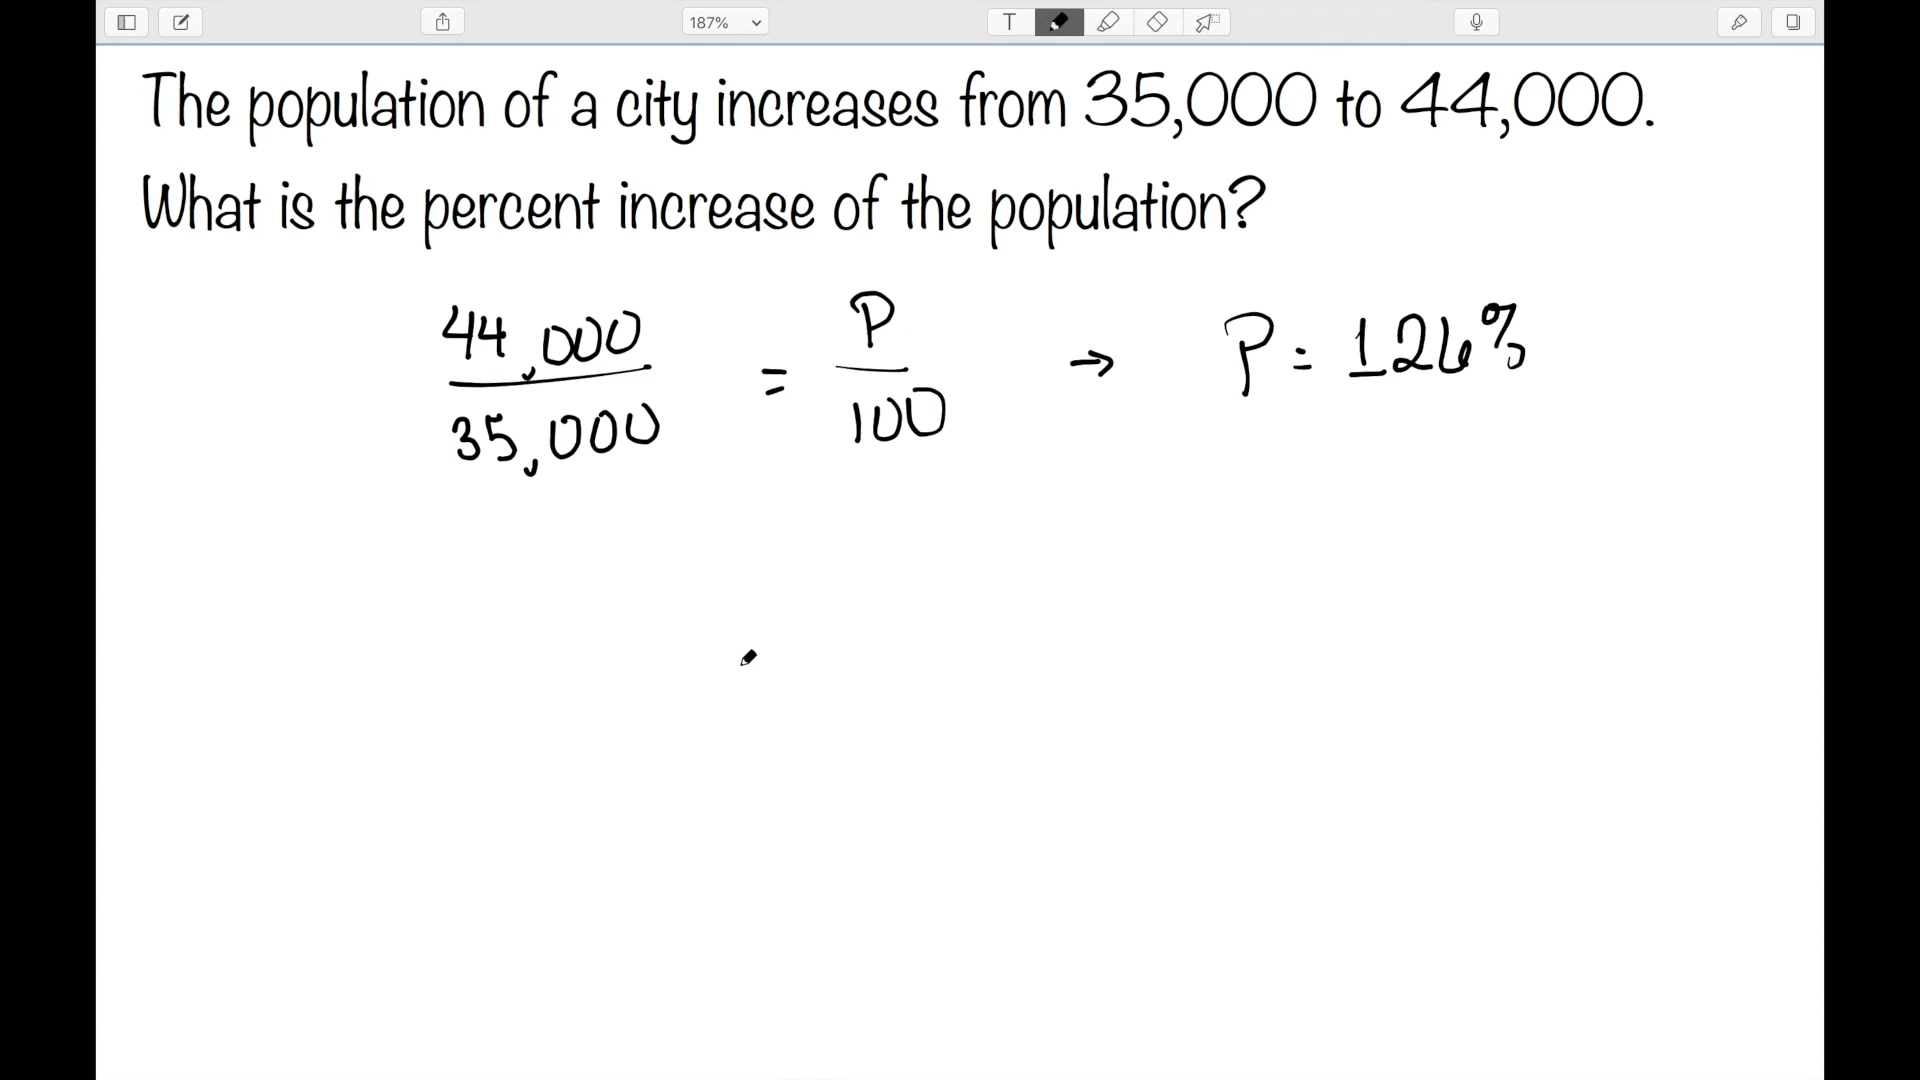 187%
T
The population of a city increases from 35,000 to 44,000.
What is the percent increase of the population?
44,000
35,000
=
P
100
→ P = 126%